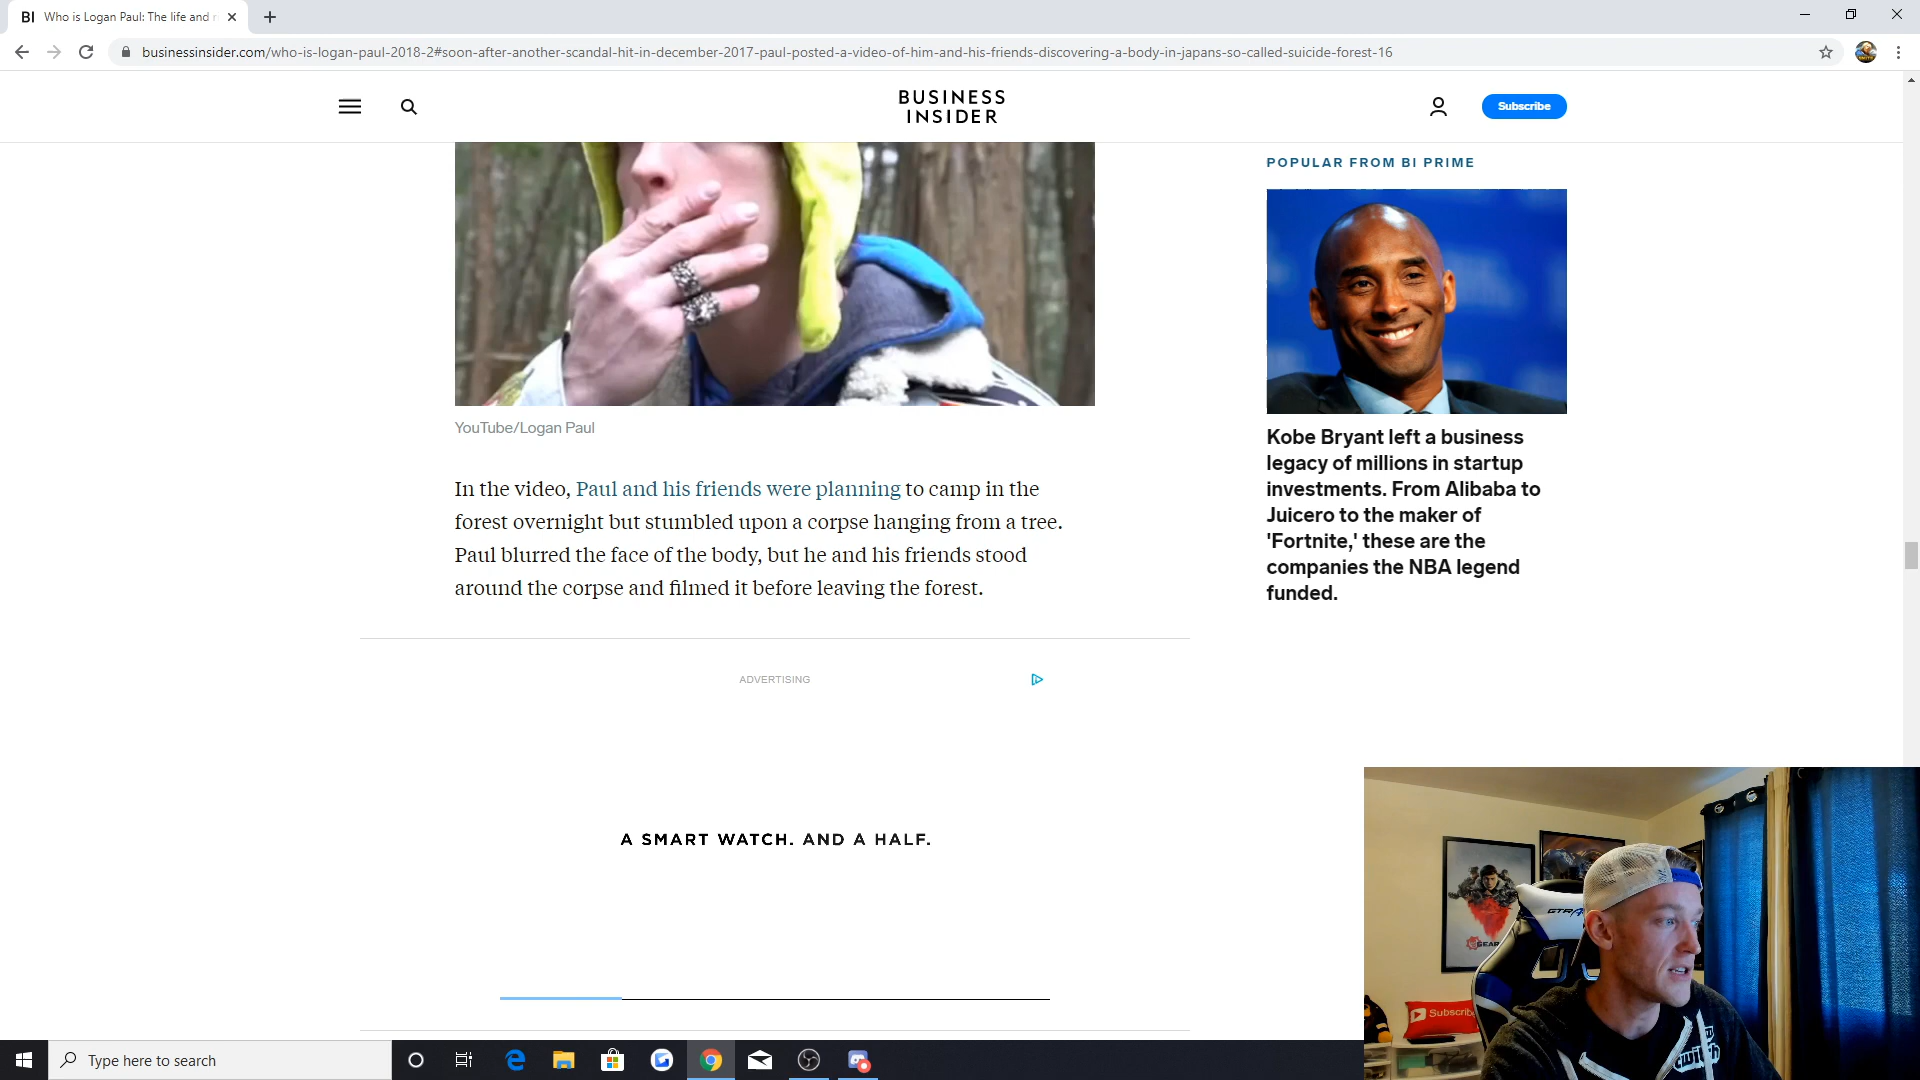 BI Who is Logan Paul: The life and r
businessinsider.com/who-is-logan-paul-2018-2#soon-after-another-scandal-hit-in-december-2017-paul-posted-a-video-of-him-and-his-friends-discovering-a-body-in-japans-so-called-suicide-forest-16
BUSINESS
INSIDER
Subscribe
POPULAR FROM BI PRIME
YouTube/Logan Paul
Kobe Bryant left a business
legacy of millions in startup
investments. From Alibaba to
Juicero to the maker of
'Fortnite,' these are the
companies the NBA legend
funded.
In the video, Paul and his friends were planning to camp in the
forest overnight but stumbled upon a corpse hanging from a tree.
Paul blurred the face of the body, but he and his friends stood
around the corpse and filmed it before leaving the forest.
ADVERTISING
A SMART WATCH. AND A HALF.
GEAR
Subscrib
Type here to search